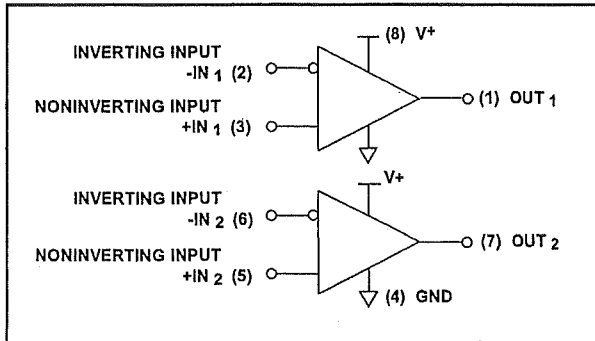 (8) V+
INVERTING INPUT
-IN 1 (2)
(1) OUT 1
NONINVERTING INPUT
+IN 1 (3)
V+
INVERTING INPUT
-IN 2 (6)
(7) OUT 2
NONINVERTING INPUT
+IN 2 (5)
(4) GND